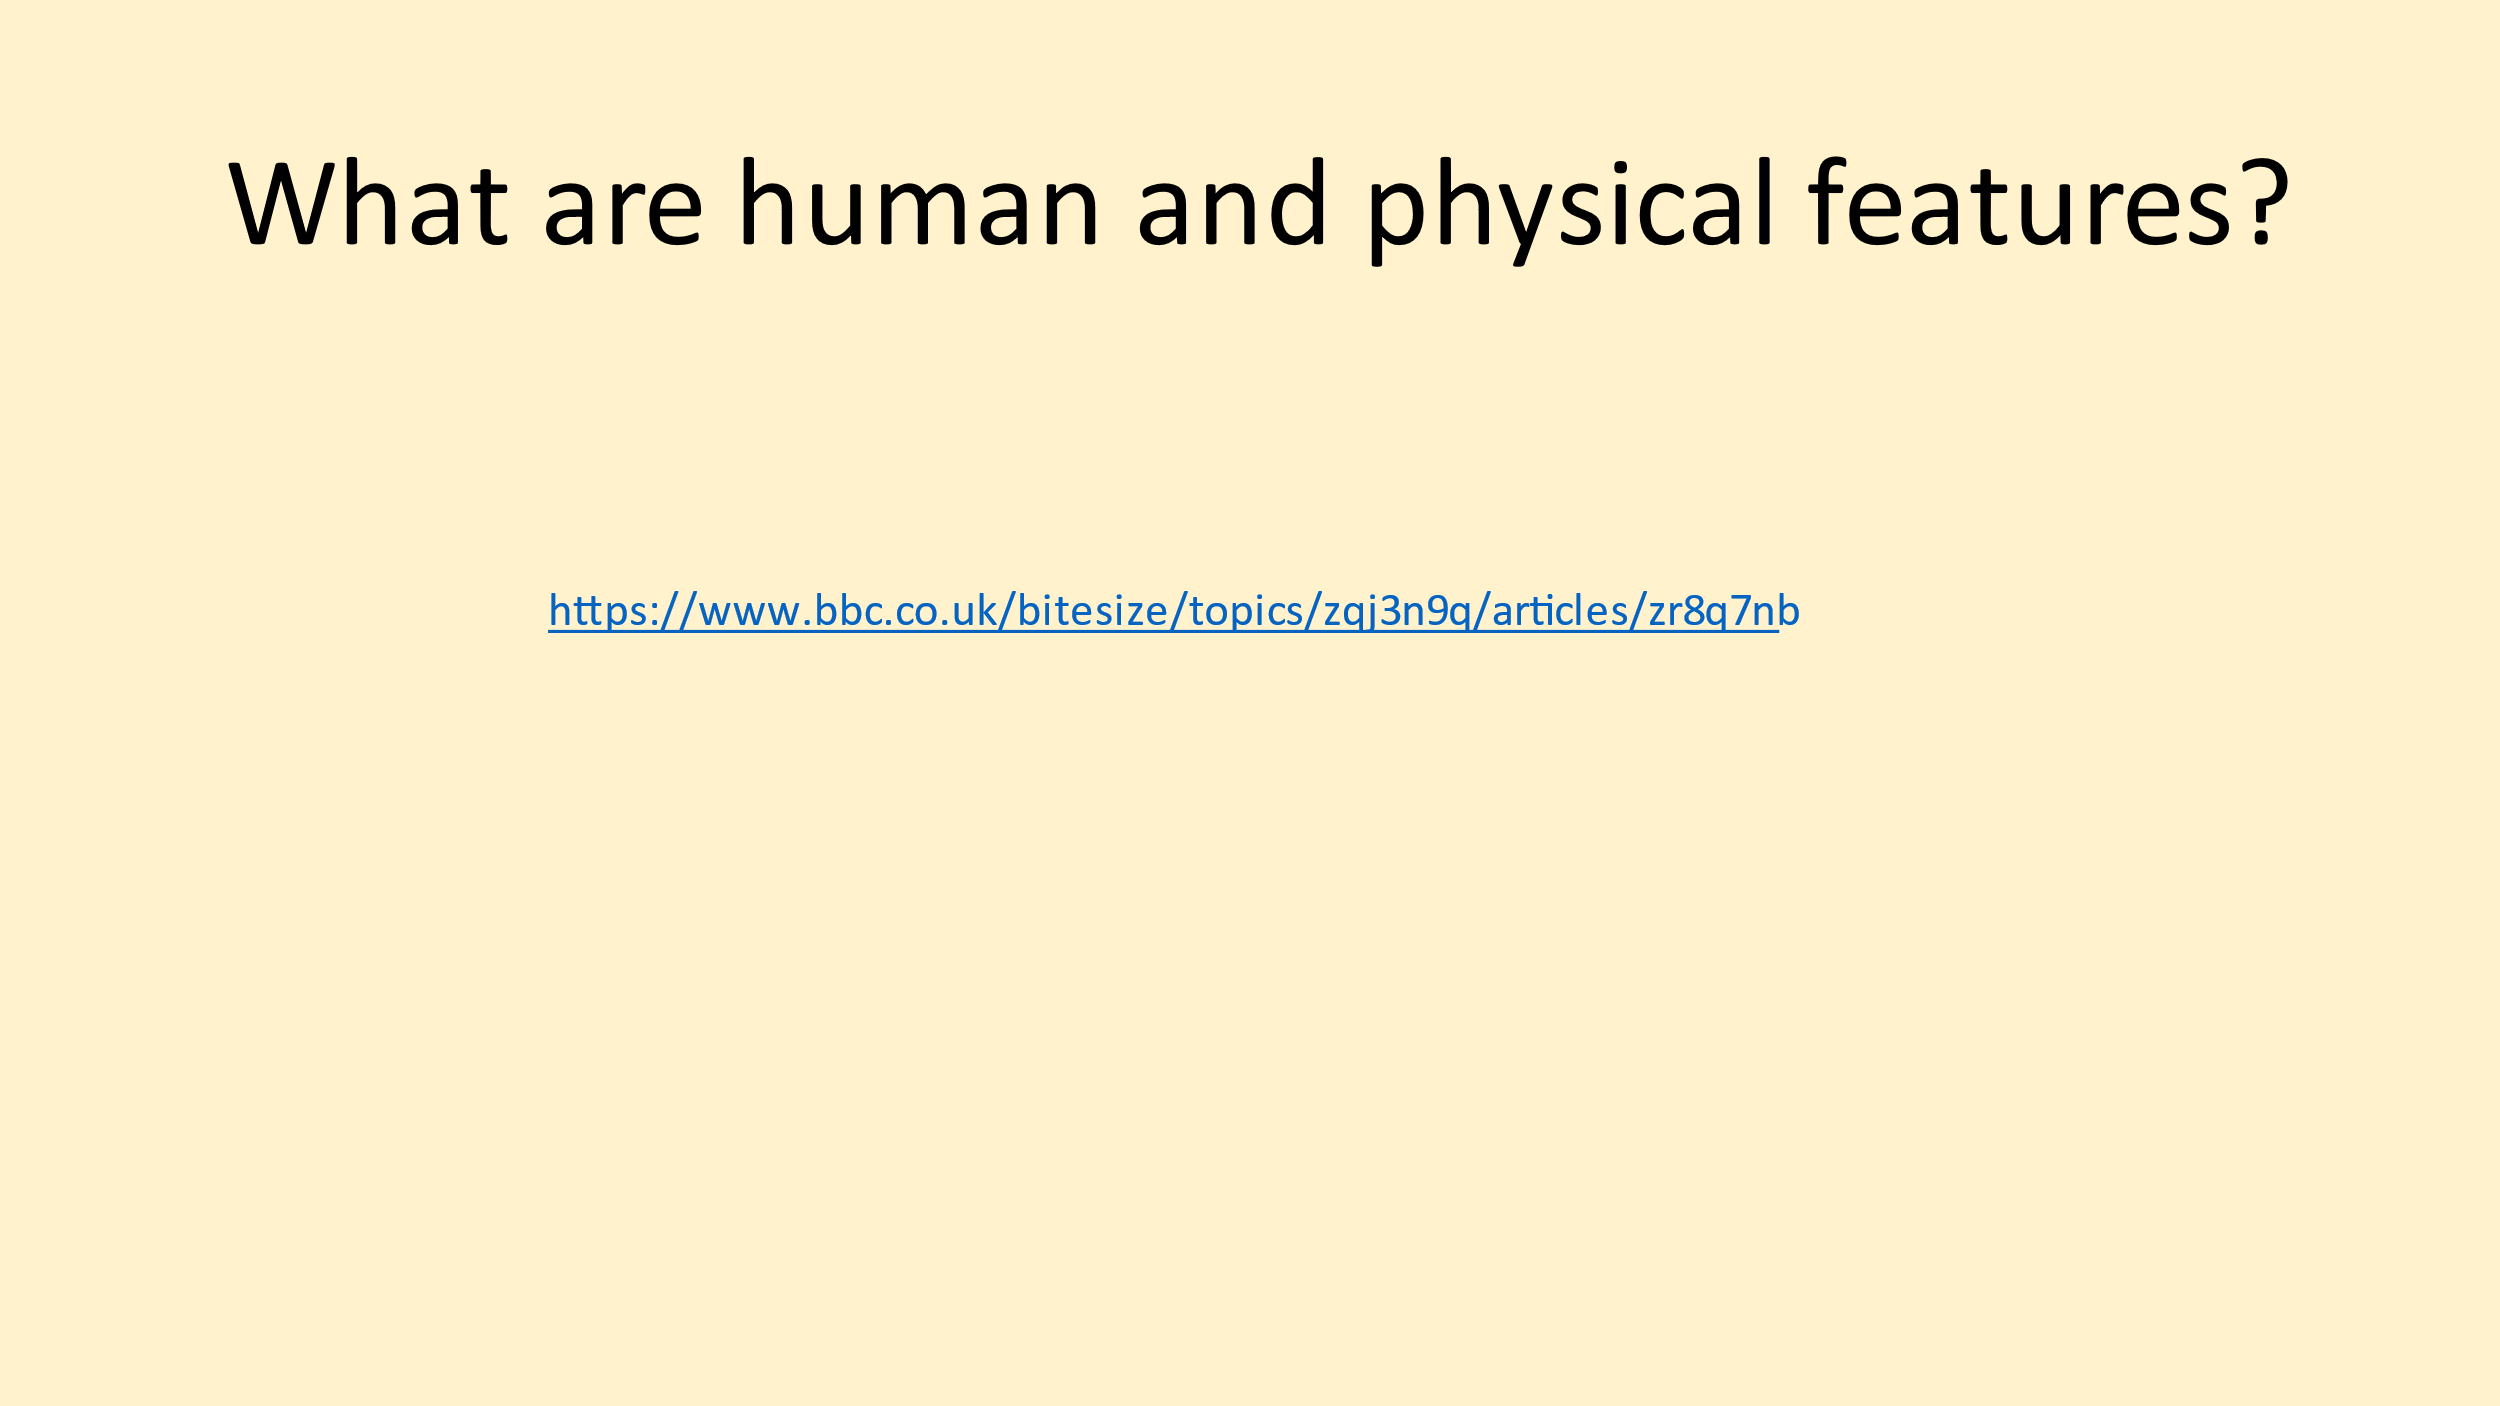 What are human and physical features?
https://www.bbc.co.uk/bitesize/topics/zqj3n9q/articles/zr8q7nb